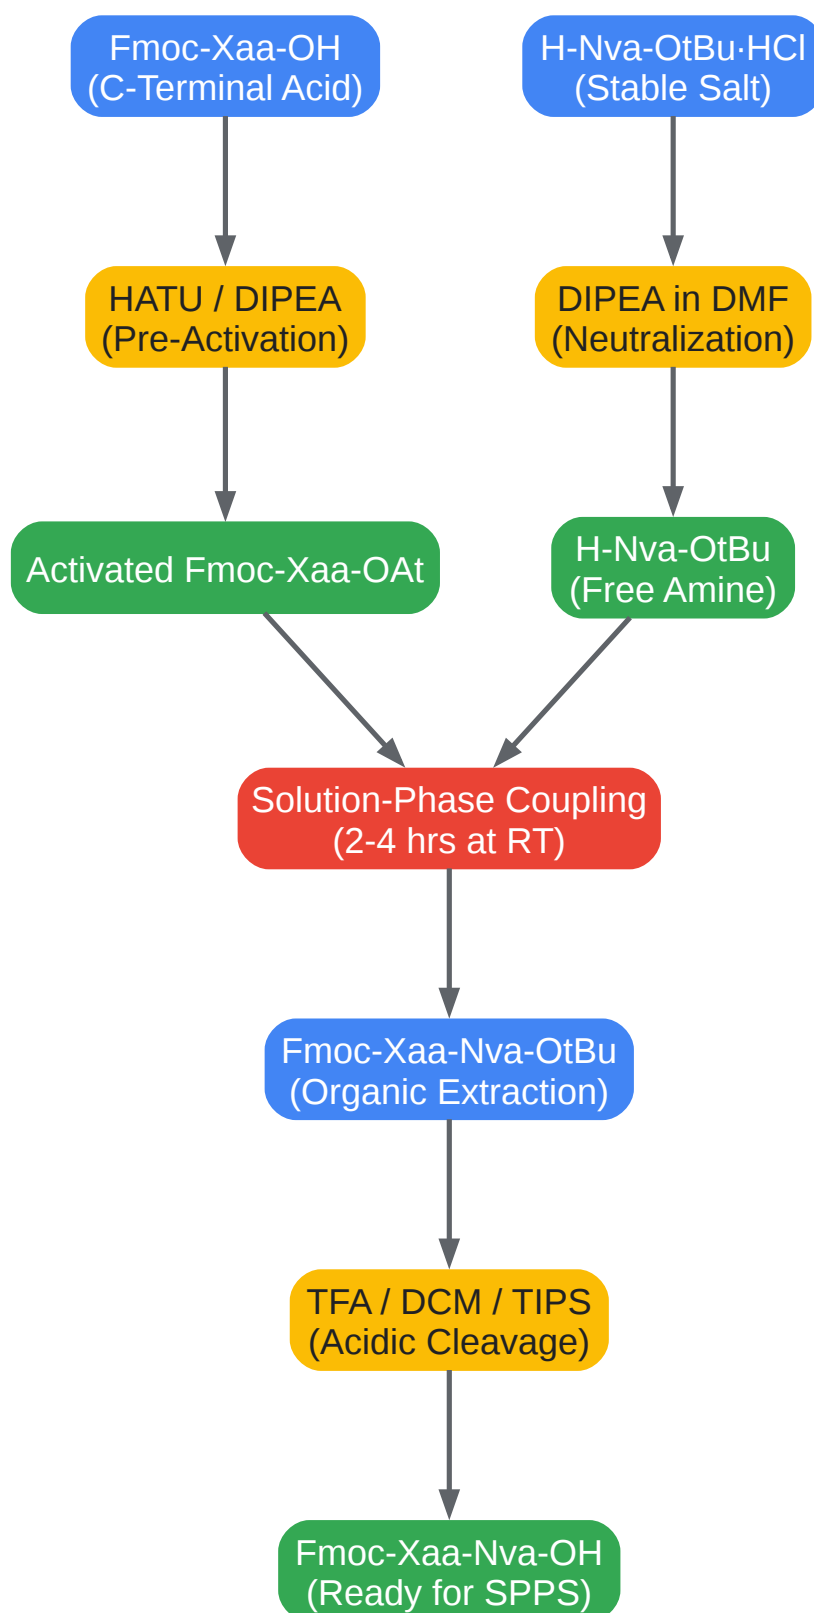 Fmoc-Xaa-OH
(C-Terminal Acid)
H-Nva-OtBu·HCl
(Stable Salt)
HATU / DIPEA
(Pre-Activation)
DIPEA in DMF
(Neutralization)
Activated Fmoc-Xaa-OAt
H-Nva-OtBu
(Free Amine)
Solution-Phase Coupling
(2-4 hrs at RT)
Fmoc-Xaa-Nva-OtBu
(Organic Extraction)
TFA / DCM / TIPS
(Acidic Cleavage)
Fmoc-Xaa-Nva-OH
(Ready for SPPS)